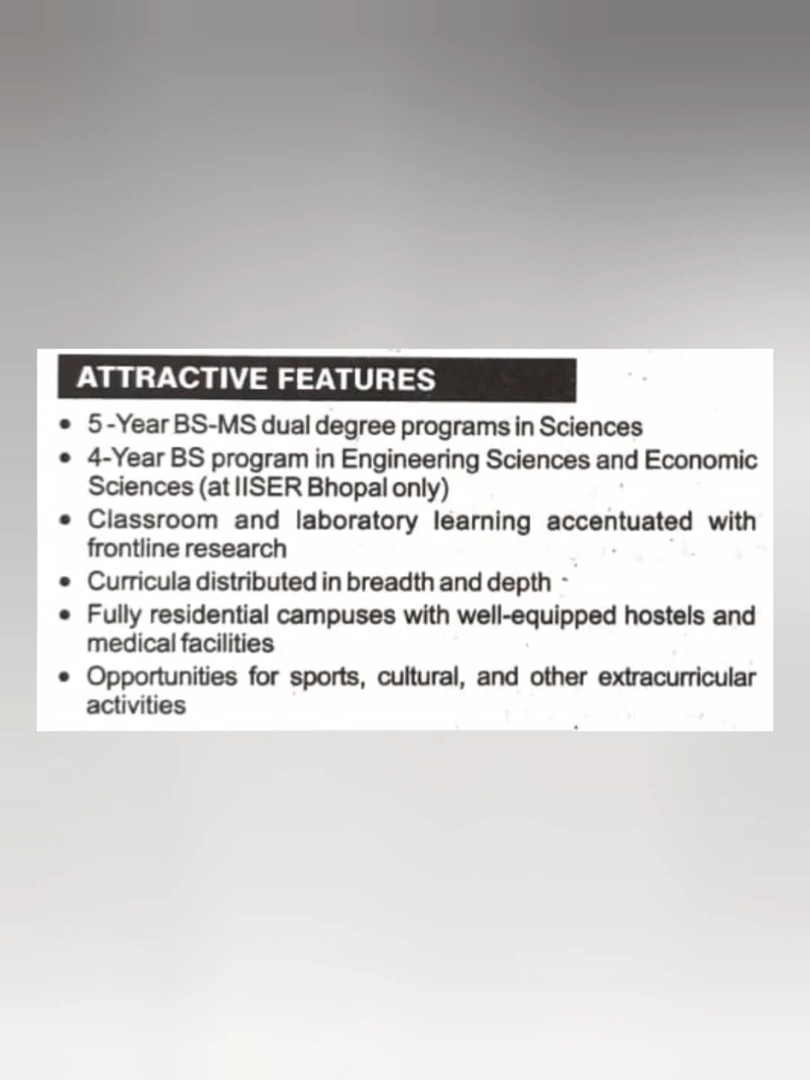 ATTRACTIVE FEATURES
• 5 -Year BS-MS dual degree programs in Sciences
• 4-Year BS program in Engineering Sciences and Economic
Sciences (at IISER Bhopal only)
• Classroom and laboratory learning accentuated with
frontline research
• Curricula distributed in breadth and depth
• Fully residential campuses with well-equipped hostels and
medical facilities
• Opportunities for sports, cultural, and other extracurricular
activities